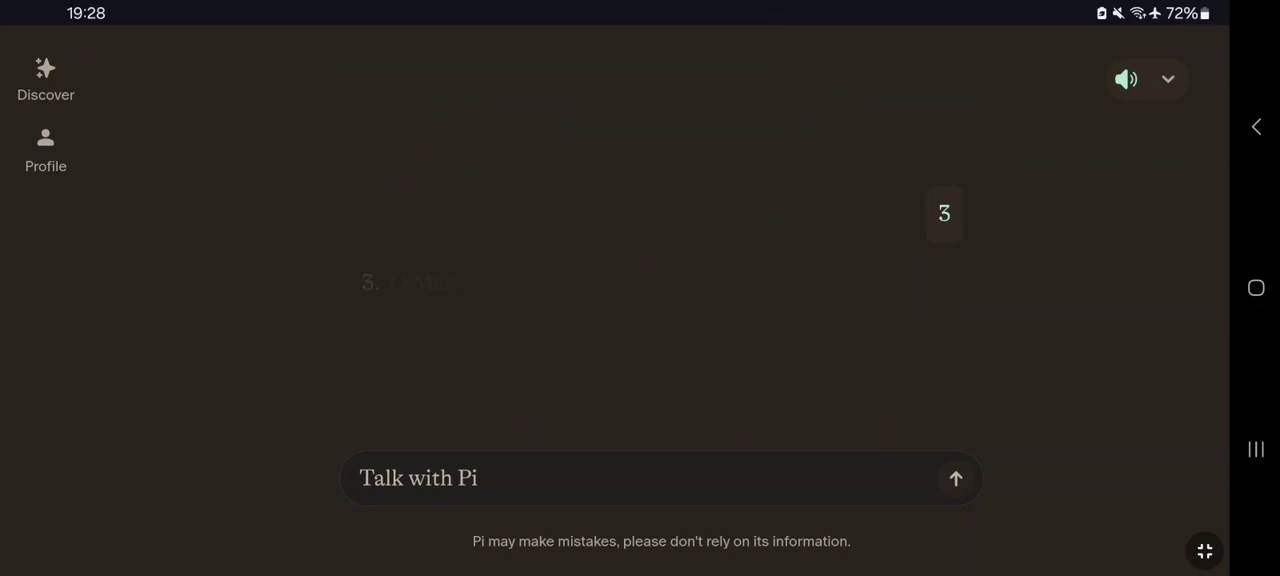 19:28
72%
Discover
Profile
3
3.
Talk with Pi
Pi may make mistakes, please don't rely on its information.